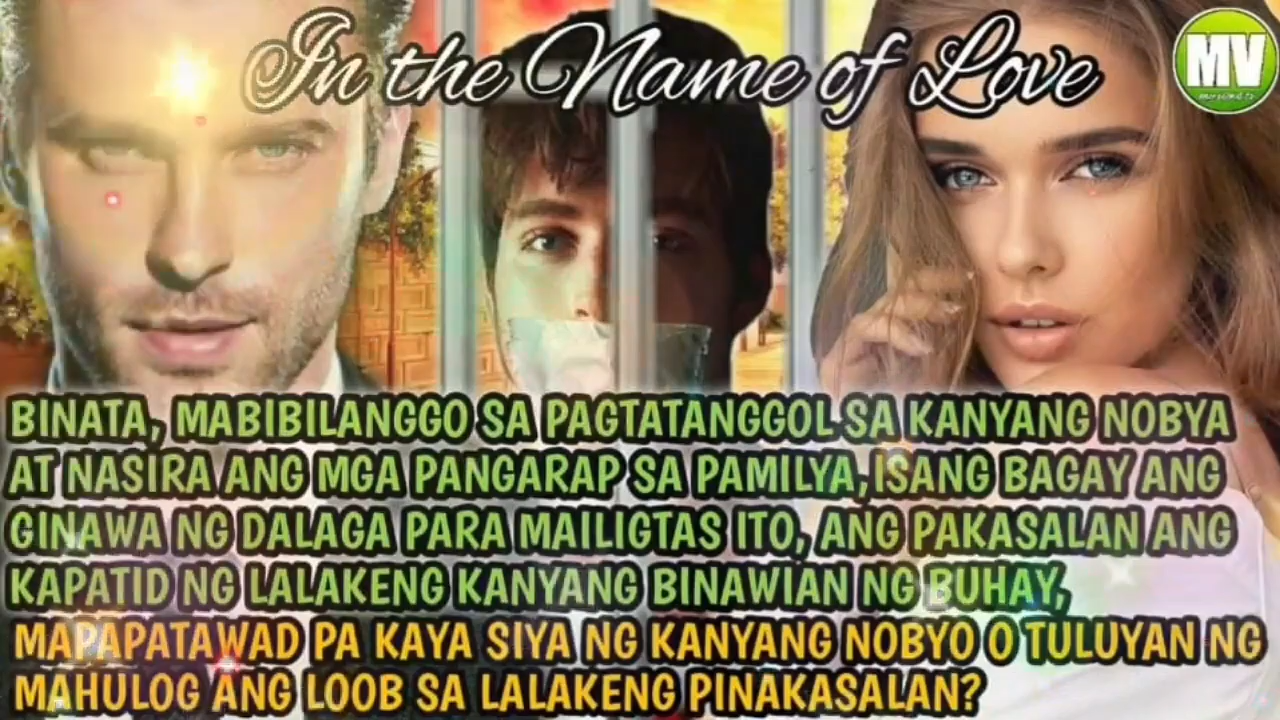 In the Name of Love
MV
BINATA, MABIBILANGGO SA PAGTATANGGOL SA KANYANG NOBYA
AT NASIRA ANG MGA PANGARAP SA PAMILYA, ISANG BAGAY ANG
GINAWA NG DALAGA PARA MAILIGTAS ITO, ANG PAKASALAN ANG
KAPATID NG LALAKENG KANYANG BINAWIAN NG BUHAY,
MAPAPATAWAD PA KAYA SIYA NG KANYANG NOBYO O TULUYAN NG
MAHULOG ANG LOOB SA LALAKENG PINAKASALAN?